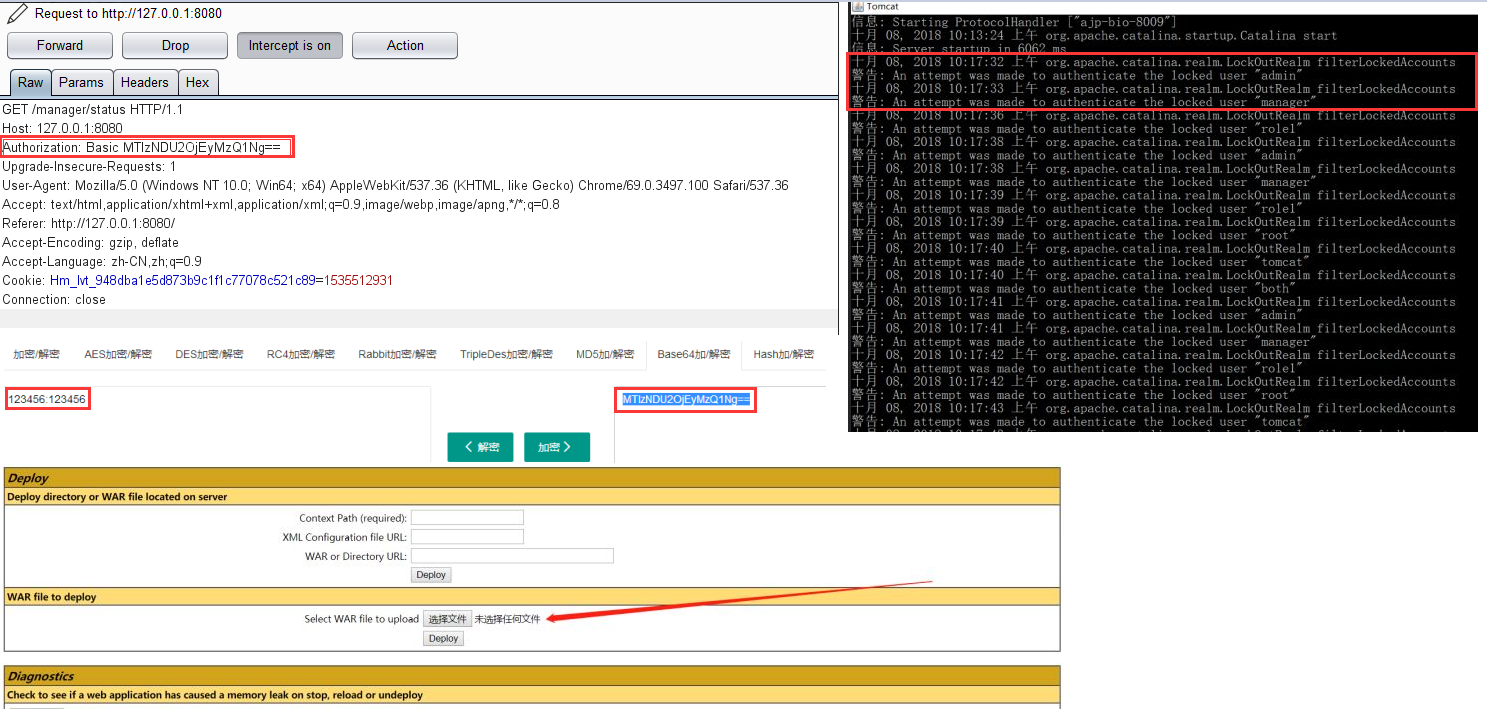 Request to http://127.0.0.1:8080
Forward
Drop
Intercept is on
Action
Raw
Params
Headers
Hex
GET /manager/status HTTP/1.1
Host: 127.0.0.1:8080
Authorization: Basic MTIzNDU2OjEyMzQ1Ng==
Upgrade-Insecure-Requests: 1
User-Agent: Mozilla/5.0 (Windows NT 10.0; Win64; x64) AppleWebKit/537.36 (KHTML, like Gecko) Chrome/69.0.3497.100 Safari/537.36
Accept: text/html,application/xhtml+xml,application/xml;q=0.9,image/webp,image/apng,*/*;q=0.8
Referer: http://127.0.0.1:8080/
Accept-Encoding: gzip, deflate
Accept-Language: zh-CN,zh;q=0.9
Cookie: Hm_lvt_948dba1e5d873b9c1f1c77078c521c89=1535512931
Connection: close
Tomcat
信息: Starting ProtocolHandler ["ajp-bio-8009"]
十月 08, 2018 10:13:24 上午 org.apache.catalina.startup.Catalina start
信息: Server startup in 6062 ms
十月 08, 2018 10:17:32 上午 org.apache.catalina.realm.LockOutRealm filterLockedAccounts
警告: An attempt was made to authenticate the locked user "admin"
十月 08, 2018 10:17:33 上午 org.apache.catalina.realm.LockOutRealm filterLockedAccounts
警告: An attempt was made to authenticate the locked user "manager"
十月 08, 2018 10:17:36 上午 org.apache.catalina.realm.LockOutRealm filterLockedAccounts
警告: An attempt was made to authenticate the locked user "role1"
十月 08, 2018 10:17:38 上午 org.apache.catalina.realm.LockOutRealm filterLockedAccounts
警告: An attempt was made to authenticate the locked user "admin"
十月 08, 2018 10:17:38 上午 org.apache.catalina.realm.LockOutRealm filterLockedAccounts
警告: An attempt was made to authenticate the locked user "manager"
十月 08, 2018 10:17:39 上午 org.apache.catalina.realm.LockOutRealm filterLockedAccounts
警告: An attempt was made to authenticate the locked user "role1"
十月 08, 2018 10:17:39 上午 org.apache.catalina.realm.LockOutRealm filterLockedAccounts
警告: An attempt was made to authenticate the locked user "root"
十月 08, 2018 10:17:40 上午 org.apache.catalina.realm.LockOutRealm filterLockedAccounts
警告: An attempt was made to authenticate the locked user "tomcat"
十月 08, 2018 10:17:40 上午 org.apache.catalina.realm.LockOutRealm filterLockedAccounts
警告: An attempt was made to authenticate the locked user "both"
十月 08, 2018 10:17:41 上午 org.apache.catalina.realm.LockOutRealm filterLockedAccounts
警告: An attempt was made to authenticate the locked user "admin"
十月 08, 2018 10:17:41 上午 org.apache.catalina.realm.LockOutRealm filterLockedAccounts
警告: An attempt was made to authenticate the locked user "manager"
十月 08, 2018 10:17:42 上午 org.apache.catalina.realm.LockOutRealm filterLockedAccounts
警告: An attempt was made to authenticate the locked user "role1"
十月 08, 2018 10:17:42 上午 org.apache.catalina.realm.LockOutRealm filterLockedAccounts
警告: An attempt was made to authenticate the locked user "root"
十月 08, 2018 10:17:43 上午 org.apache.catalina.realm.LockOutRealm filterLockedAccounts
警告: An attempt was made to authenticate the locked user "tomcat"
加密/解密
AES加密/解密
DES加密/解密
RC4加密/解密
Rabbit加密/解密
TripleDes加密/解密
MD5加/解密
Base64加/解密
Hash加/解密
123456:123456
MTIzNDU2OjEyMzQ1Ng==
解密
加密
Deploy
Deploy directory or WAR file located on server
Context Path (required):
XML Configuration file URL:
WAR or Directory URL:
Deploy
WAR file to deploy
Select WAR file to upload 选择文件 未选择任何文件
Deploy
Diagnostics
Check to see if a web application has caused a memory leak on stop, reload or undeploy